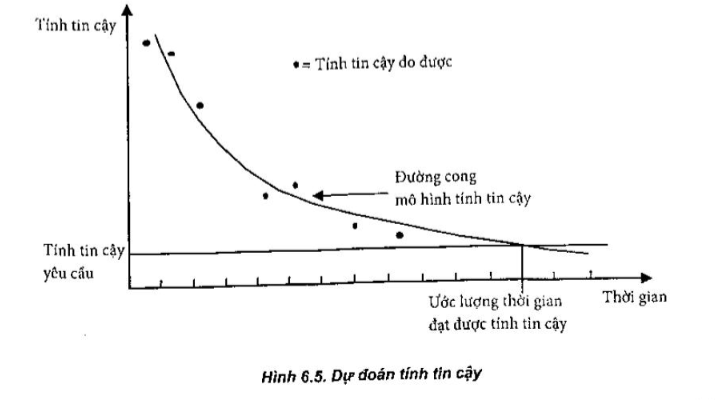 Tính tin cậy
• = Tính tin cậy đo được
Đường cong
mô hình tính tin cậy
Tính tin cậy
yêu cầu
Ước lượng thời gian
đạt được tính tin cậy
Thời gian
Hình 6.5. Dự đoán tính tin cậy